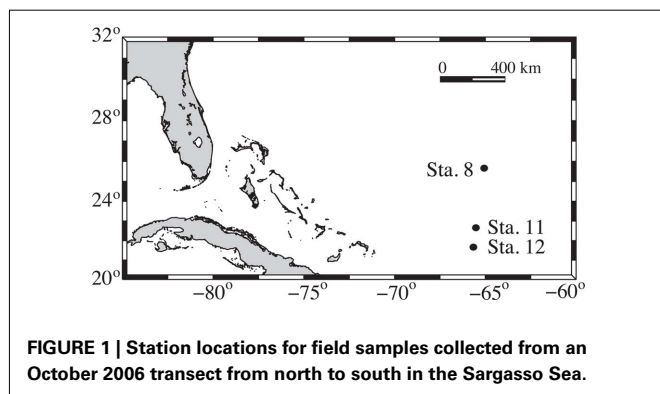 32°
0 400 km
28°
Sta. 8
24°
Sta. 11
Sta. 12
20°
−80° −75° −70° −65° −60°
FIGURE 1 | Station locations for field samples collected from an
October 2006 transect from north to south in the Sargasso Sea.